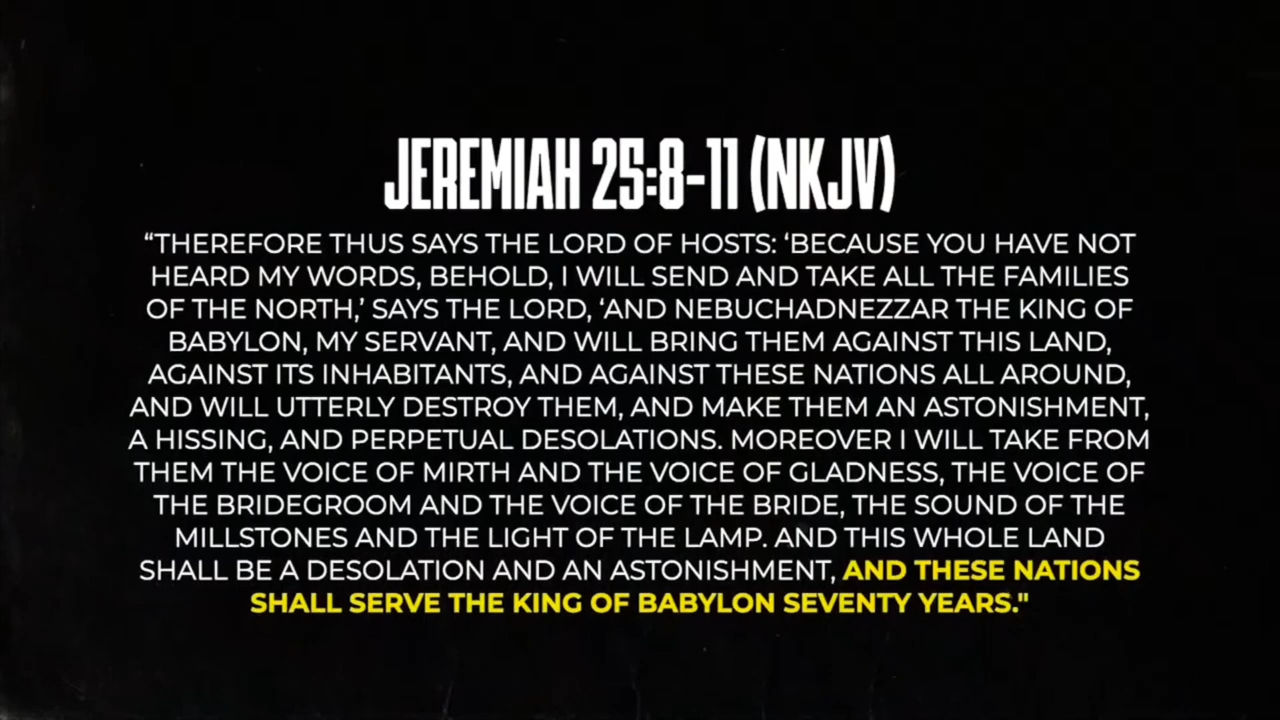 JEREMIAH 25:8-11 (NKJV)
“THEREFORE THUS SAYS THE LORD OF HOSTS: ‘BECAUSE YOU HAVE NOT
HEARD MY WORDS, BEHOLD, I WILL SEND AND TAKE ALL THE FAMILIES
OF THE NORTH,’ SAYS THE LORD, ‘AND NEBUCHADNEZZAR THE KING OF
BABYLON, MY SERVANT, AND WILL BRING THEM AGAINST THIS LAND,
AGAINST ITS INHABITANTS, AND AGAINST THESE NATIONS ALL AROUND,
AND WILL UTTERLY DESTROY THEM, AND MAKE THEM AN ASTONISHMENT,
A HISSING, AND PERPETUAL DESOLATIONS. MOREOVER I WILL TAKE FROM
THEM THE VOICE OF MIRTH AND THE VOICE OF GLADNESS, THE VOICE OF
THE BRIDEGROOM AND THE VOICE OF THE BRIDE, THE SOUND OF THE
MILLSTONES AND THE LIGHT OF THE LAMP. AND THIS WHOLE LAND
SHALL BE A DESOLATION AND AN ASTONISHMENT, AND THESE NATIONS
SHALL SERVE THE KING OF BABYLON SEVENTY YEARS."